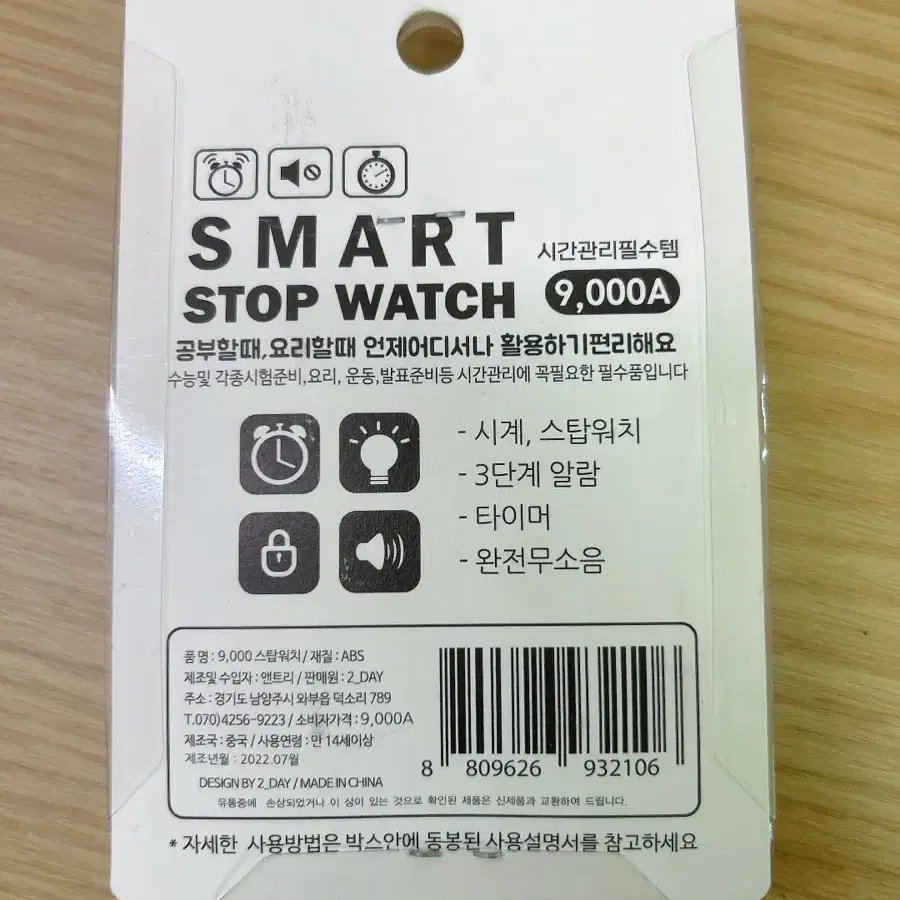 SMART
시간관리필수템
STOP WATCH
9,000A
공부할때,요리할때 언제어디서나 활용하기편리해요
수능및 각종시험준비,요리, 운동,발표준비등 시간관리에 꼭필요한 필수품입니다
- 시계, 스탑워치
- 3단계 알람
- 타이머
- 완전무소음
품 명 : 9,000 스탑워치 / 재질 : ABS
제조및 수입자 : 앤트리 / 판매원 : 2_DAY
주소 : 경기도 남양주시 와부읍 덕소리 789
T.070)4256-9223 / 소비자가격 : 9,000A
제조국 : 중국 / 사용연령 : 만 14세이상
제조년월 : 2022.07월
DESIGN BY 2_DAY / MADE IN CHINA
8 809626 932106
유통중에 손상되었거나 이 상이 있는 것으로 확인된 제품은 신제품과 교환하여 드립니다.
* 자세한 사용방법은 박스안에 동봉된 사용설명서를 참고하세요